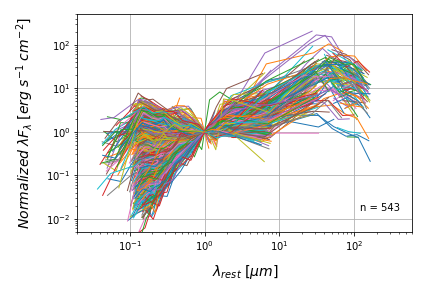 Normalized λF_λ [erg s⁻¹ cm⁻²]
10²
10¹
10⁰
10⁻¹
10⁻²
n = 543
10⁻¹ 10⁰ 10¹ 10²
λ_rest [μm]